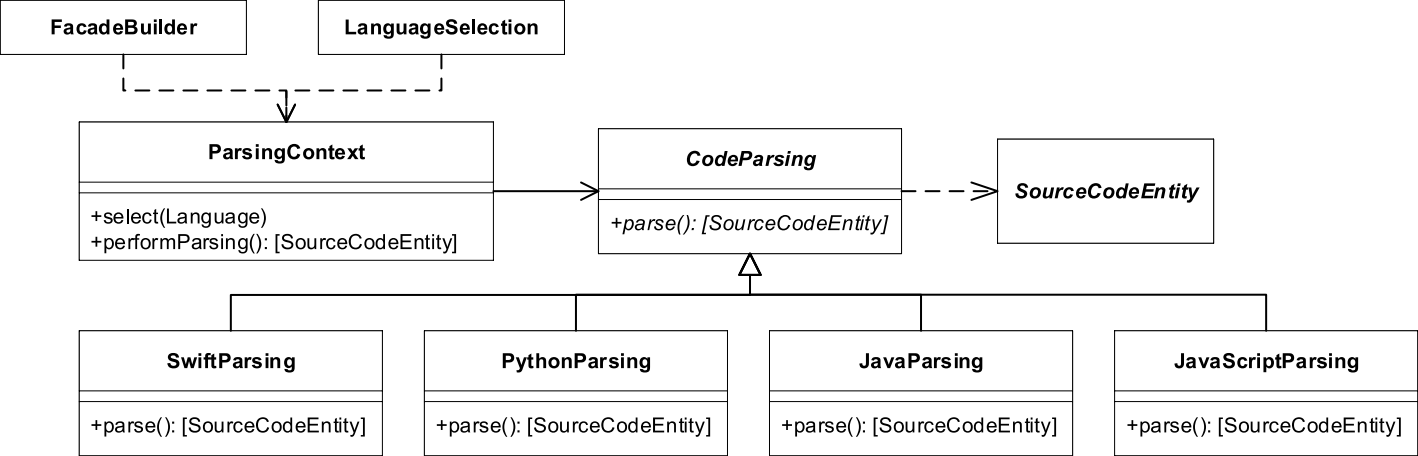 FacadeBuilder
LanguageSelection
ParsingContext
+select(Language)
+performParsing(): [SourceCodeEntity]
CodeParsing
+parse(): [SourceCodeEntity]
SourceCodeEntity
SwiftParsing
+parse(): [SourceCodeEntity]
PythonParsing
+parse(): [SourceCodeEntity]
JavaParsing
+parse(): [SourceCodeEntity]
JavaScriptParsing
+parse(): [SourceCodeEntity]